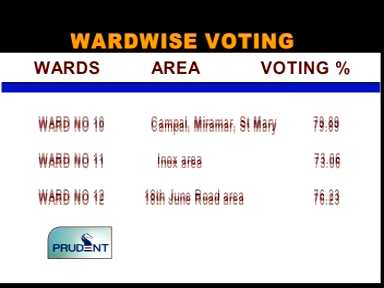 WARDWISE VOTING
WARDS AREA VOTING %
WARD NO 10 Campal, Miramar, St Mary 79.89
WARD NO 11 Inox area 73.06
WARD NO 12 18th June Road area 76.23
PRUDENT